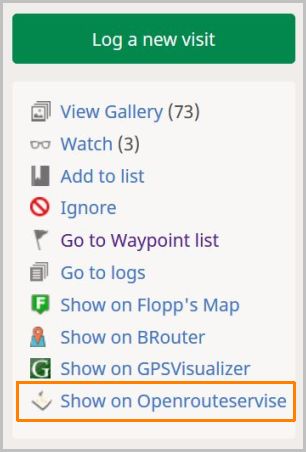 Log a new visit
View Gallery (73)
Watch (3)
Add to list
Ignore
Go to Waypoint list
Go to logs
Show on Flopp's Map
Show on BRouter
Show on GPSVisualizer
Show on Openrouteservise